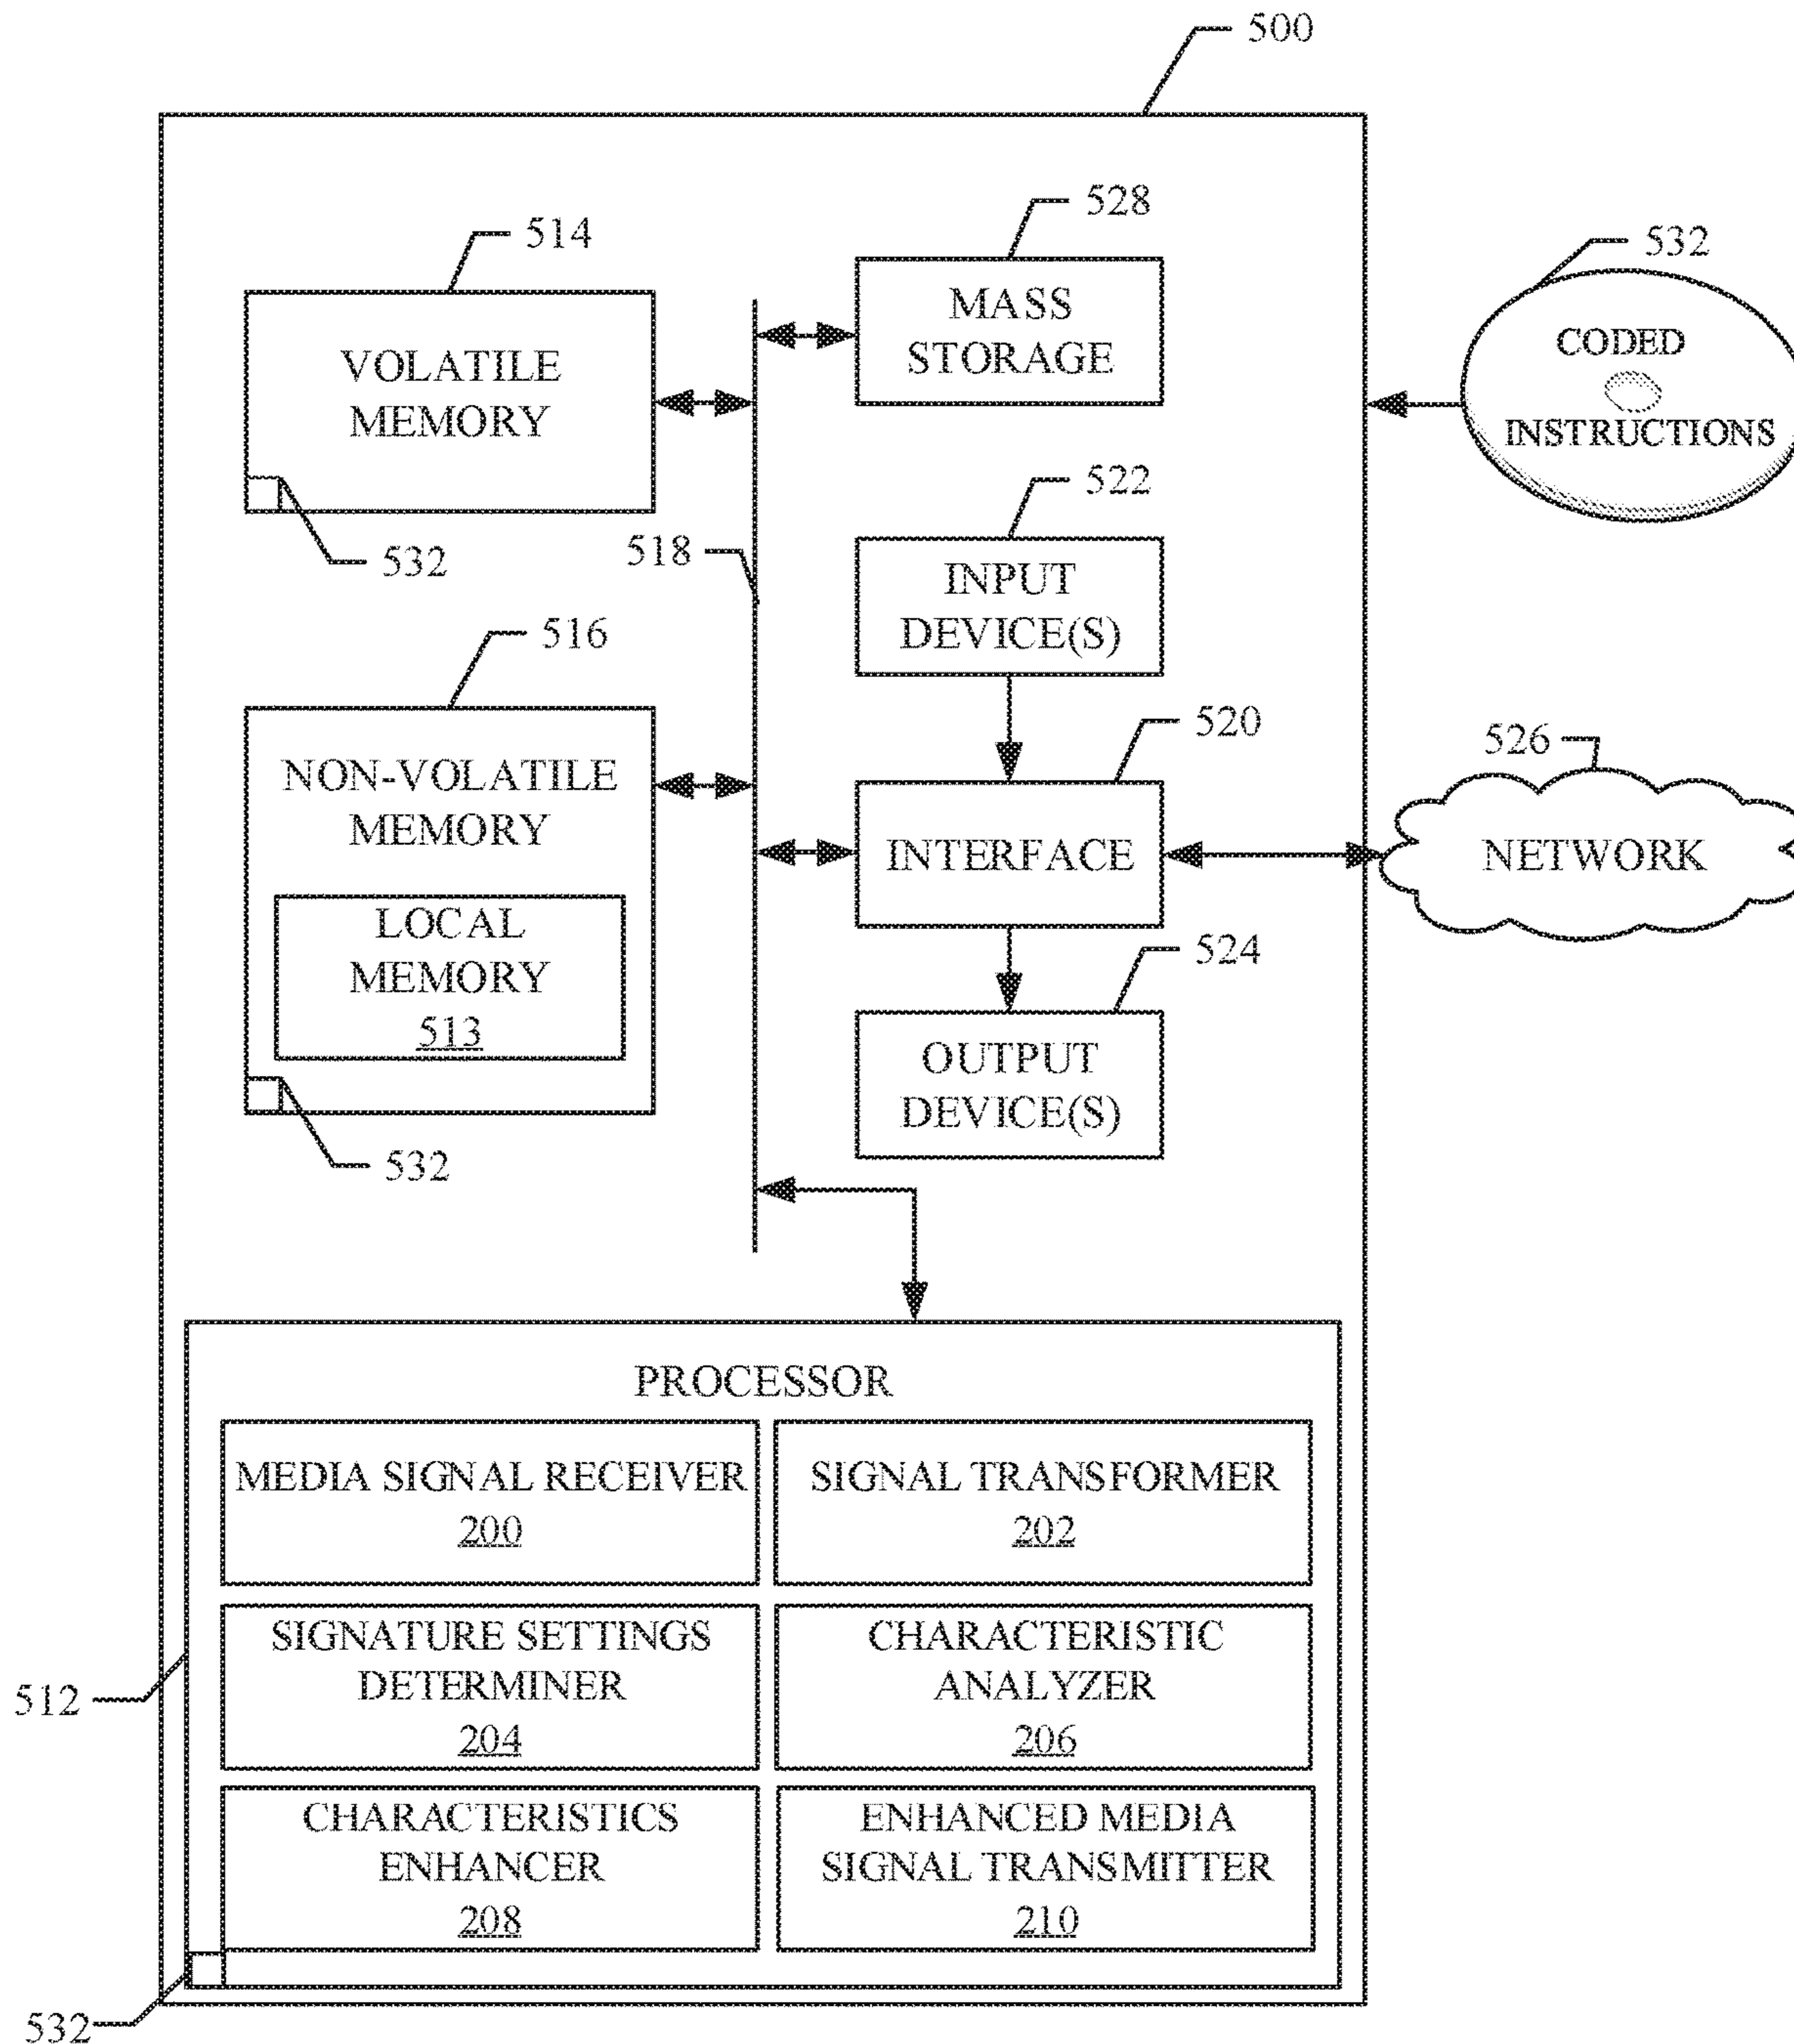 500
528
514
532
MASS
STORAGE
VOLATILE
MEMORY
CODED
INSTRUCTIONS
522
532
518
INPUT
DEVICE(S)
516
520
526
NON-VOLATILE
MEMORY
INTERFACE
NETWORK
LOCAL
MEMORY
513
524
OUTPUT
DEVICE(S)
532
PROCESSOR
MEDIA SIGNAL RECEIVER
200
SIGNAL TRANSFORMER
202
SIGNATURE SETTINGS
DETERMINER
204
CHARACTERISTIC
ANALYZER
206
512
CHARACTERISTICS
ENHANCER
208
ENHANCED MEDIA
SIGNAL TRANSMITTER
210
532